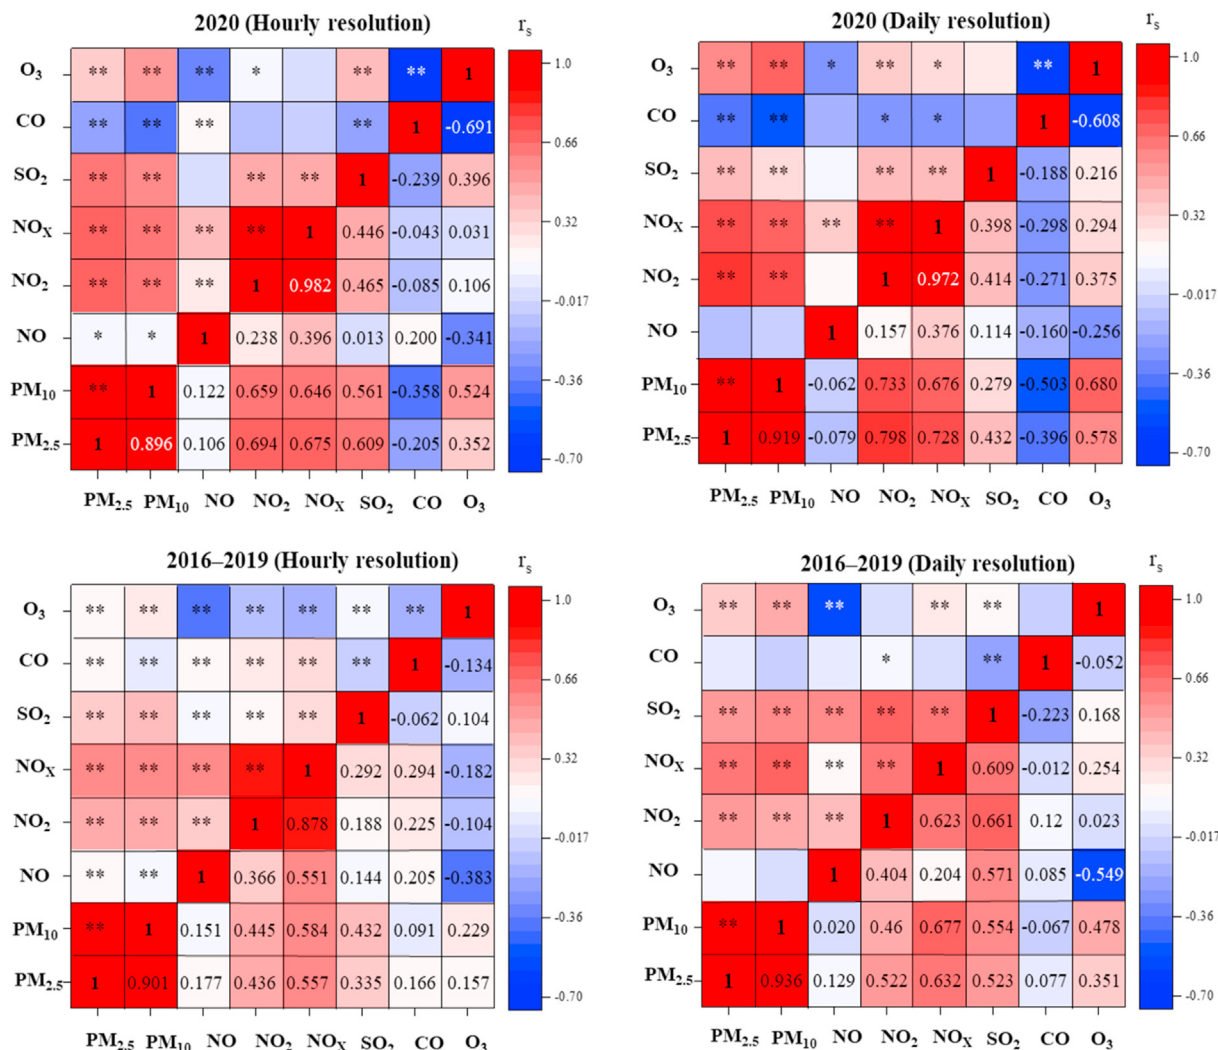 2020 (Hourly resolution)
rs
O3 ** ** ** * ** ** 1
CO ** ** ** ** 1 -0.691
SO2 ** ** ** ** 1 -0.239 0.396
NOX ** ** ** ** 1 0.446 -0.043 0.031
NO2 ** ** ** 1 0.982 0.465 -0.085 0.106
NO * * 1 0.238 0.396 0.013 0.200 -0.341
PM10 ** 1 0.122 0.659 0.646 0.561 -0.358 0.524
PM2.5 1 0.896 0.106 0.694 0.675 0.609 -0.205 0.352
PM2.5 PM10 NO NO2 NOX SO2 CO O3
1.0
0.66
0.32
-0.017
-0.36
-0.70
2020 (Daily resolution)
rs
O3 ** ** * ** * ** 1
CO ** ** * * 1 -0.608
SO2 ** ** ** ** 1 -0.188 0.216
NOX ** ** ** ** 1 0.398 -0.298 0.294
NO2 ** ** 1 0.972 0.414 -0.271 0.375
NO 1 0.157 0.376 0.114 -0.160 -0.256
PM10 ** 1 -0.062 0.733 0.676 0.279 -0.503 0.680
PM2.5 1 0.919 -0.079 0.798 0.728 0.432 -0.396 0.578
PM2.5 PM10 NO NO2 NOX SO2 CO O3
1.0
0.66
0.32
-0.17
-0.36
-0.70
2016–2019 (Hourly resolution)
rs
O3 ** ** ** ** ** ** ** 1
CO ** ** ** ** ** ** 1 -0.134
SO2 ** ** ** ** ** 1 -0.062 0.104
NOX ** ** ** ** 1 0.292 0.294 -0.182
NO2 ** ** ** 1 0.878 0.188 0.225 -0.104
NO ** ** 1 0.366 0.551 0.144 0.205 -0.383
PM10 ** 1 0.151 0.445 0.584 0.432 0.091 0.229
PM2.5 1 0.901 0.177 0.436 0.557 0.335 0.166 0.157
PM2.5 PM10 NO NO2 NOX SO2 CO O3
1.0
0.66
0.32
-0.017
-0.36
-0.70
2016–2019 (Daily resolution)
rs
O3 ** ** ** ** ** 1
CO * ** 1 -0.052
SO2 ** ** ** ** ** 1 -0.223 0.168
NOX ** ** ** ** 1 0.609 -0.012 0.254
NO2 ** ** ** 1 0.623 0.661 0.12 0.023
NO 1 0.404 0.204 0.571 0.085 -0.549
PM10 ** 1 0.020 0.46 0.677 0.554 -0.067 0.478
PM2.5 1 0.936 0.129 0.522 0.632 0.523 0.077 0.351
PM2.5 PM10 NO NO2 NOX SO2 CO O3
1.0
0.66
0.32
-0.017
-0.36
-0.70